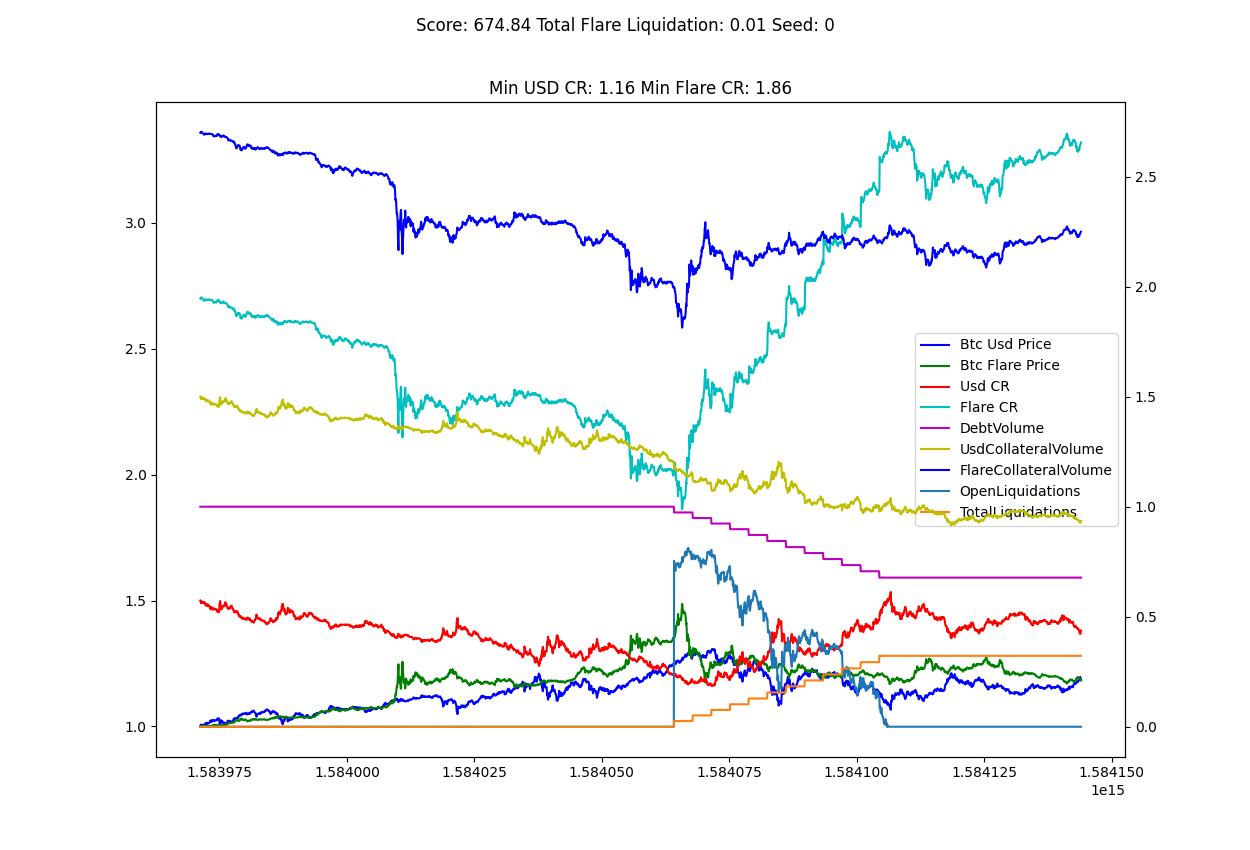 Score: 674.84 Total Flare Liquidation: 0.01 Seed: 0
Min USD CR: 1.16 Min Flare CR: 1.86
3.0
2.5
2.0
1.5
1.0
2.5
2.0
1.5
1.0
0.5
0.0
Btc Usd Price
Btc Flare Price
Usd CR
Flare CR
DebtVolume
UsdCollateralVolume
FlareCollateralVolume
OpenLiquidations
TotalLiquidations
1.583975 1.584000 1.584025 1.584050 1.584075 1.584100 1.584125 1.584150
1e15